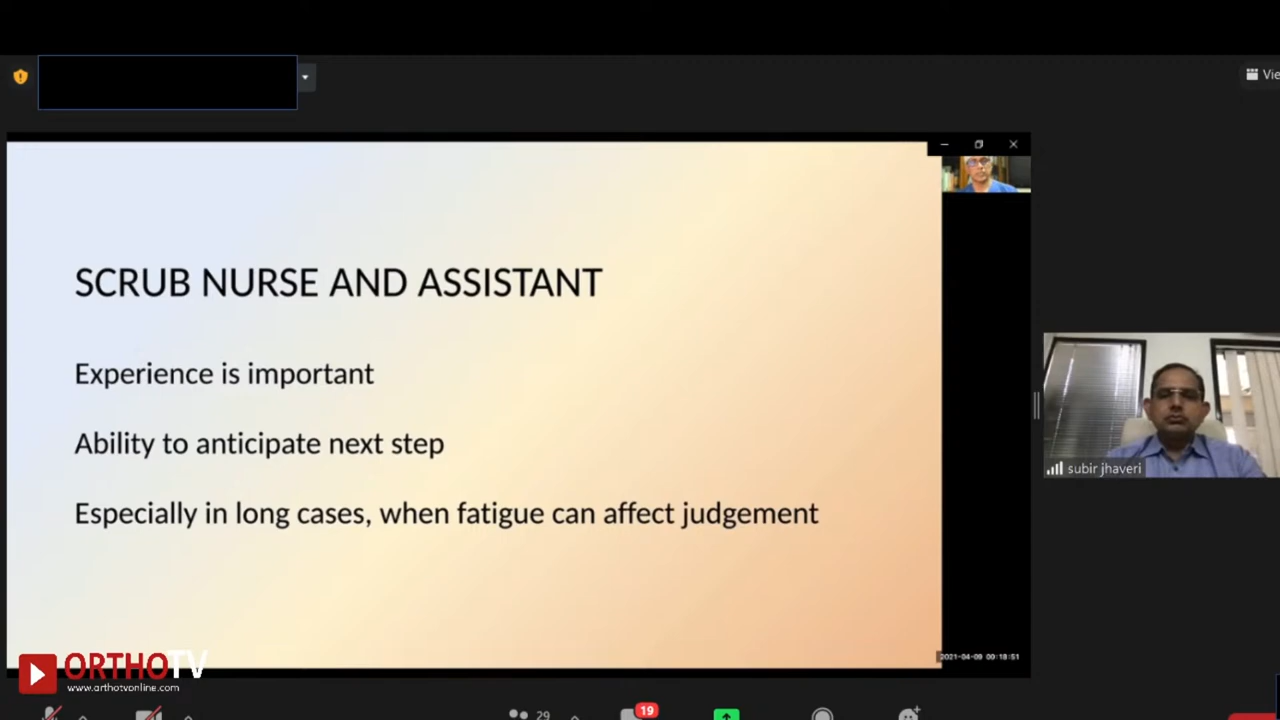 Vie
SCRUB NURSE AND ASSISTANT
Experience is important
Ability to anticipate next step
Especially in long cases, when fatigue can affect judgement
subir jhaveri
2021-04-09 00:18:51
ORTHOTV
www.orthotvonline.com
29
19